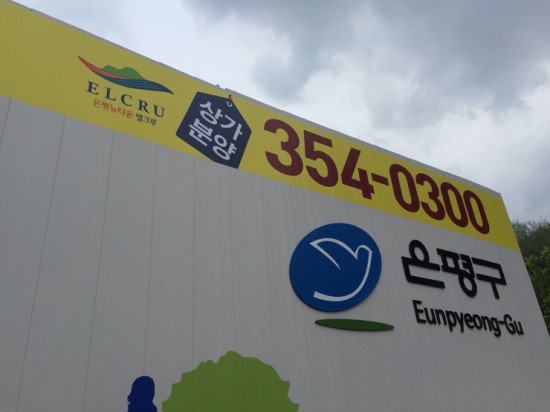 ELCRU
은평뉴타운 엘크루
상가
분양
354-0300
은평구
Eunpyeong-Gu